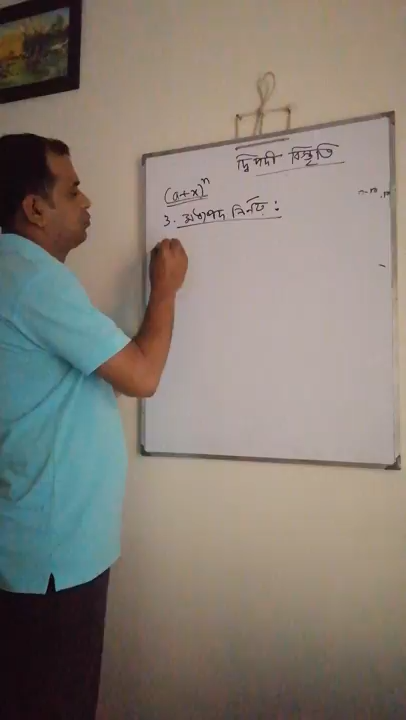 দ্বিপদী বিস্তৃতি
(a+x)^n
3. মধ্যপদ নির্ণয় :